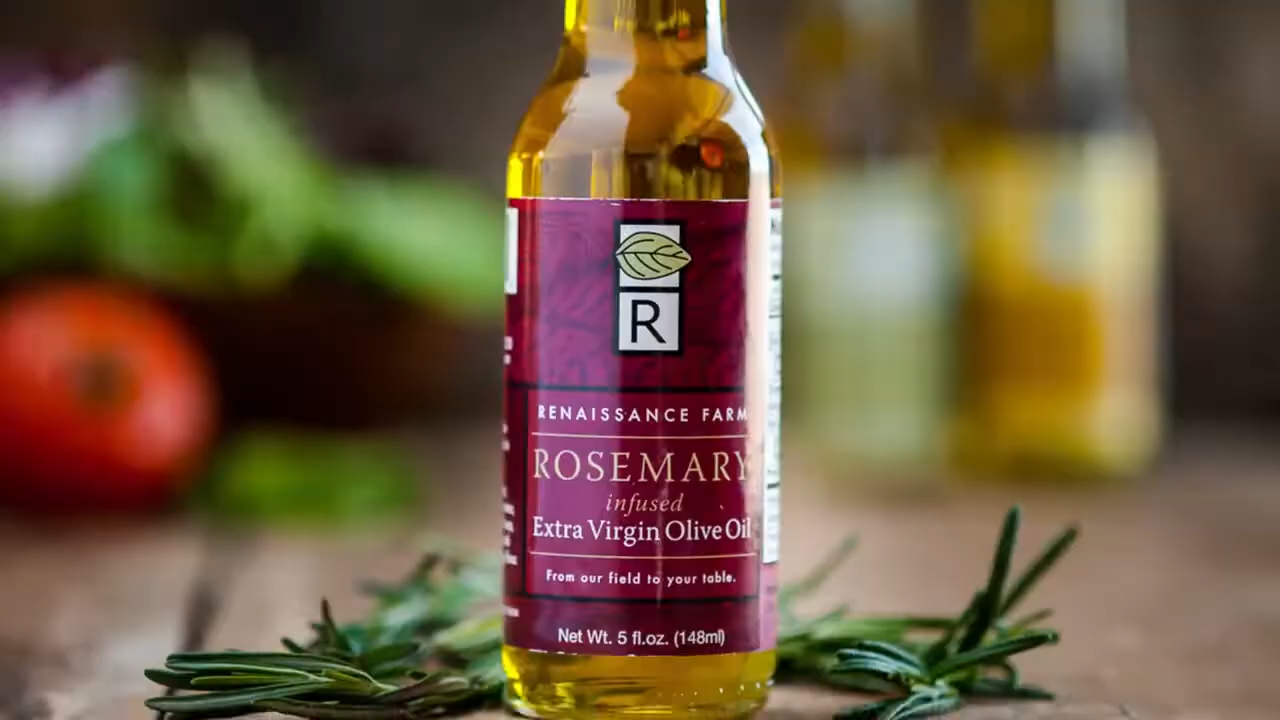 R
RENAISSANCE FARM
ROSEMARY
infused
Extra Virgin Olive Oil
From our field to your table.
Net Wt. 5 fl.oz. (148ml)